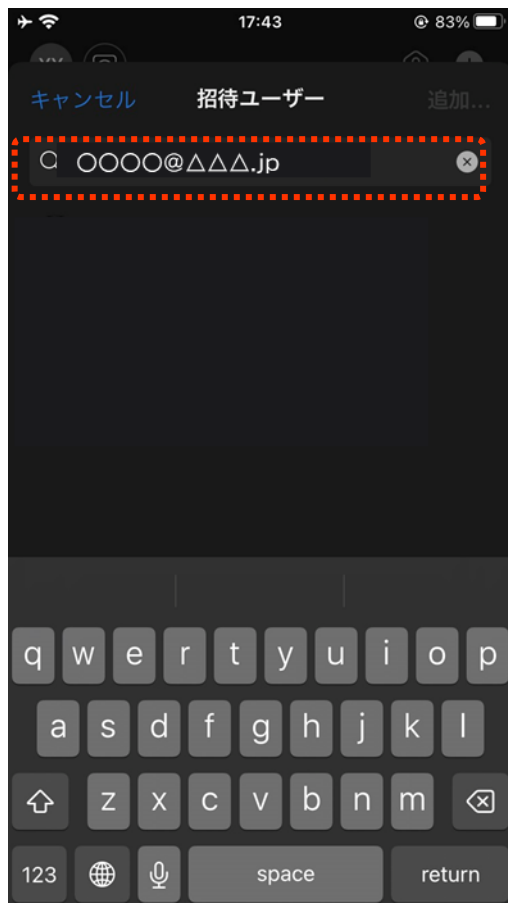 17:43 83%
キャンセル 招待ユーザー 追加...
○○○○@△△△.jp
q w e r t y u i o p
a s d f g h j k l
z x c v b n m
123 space return